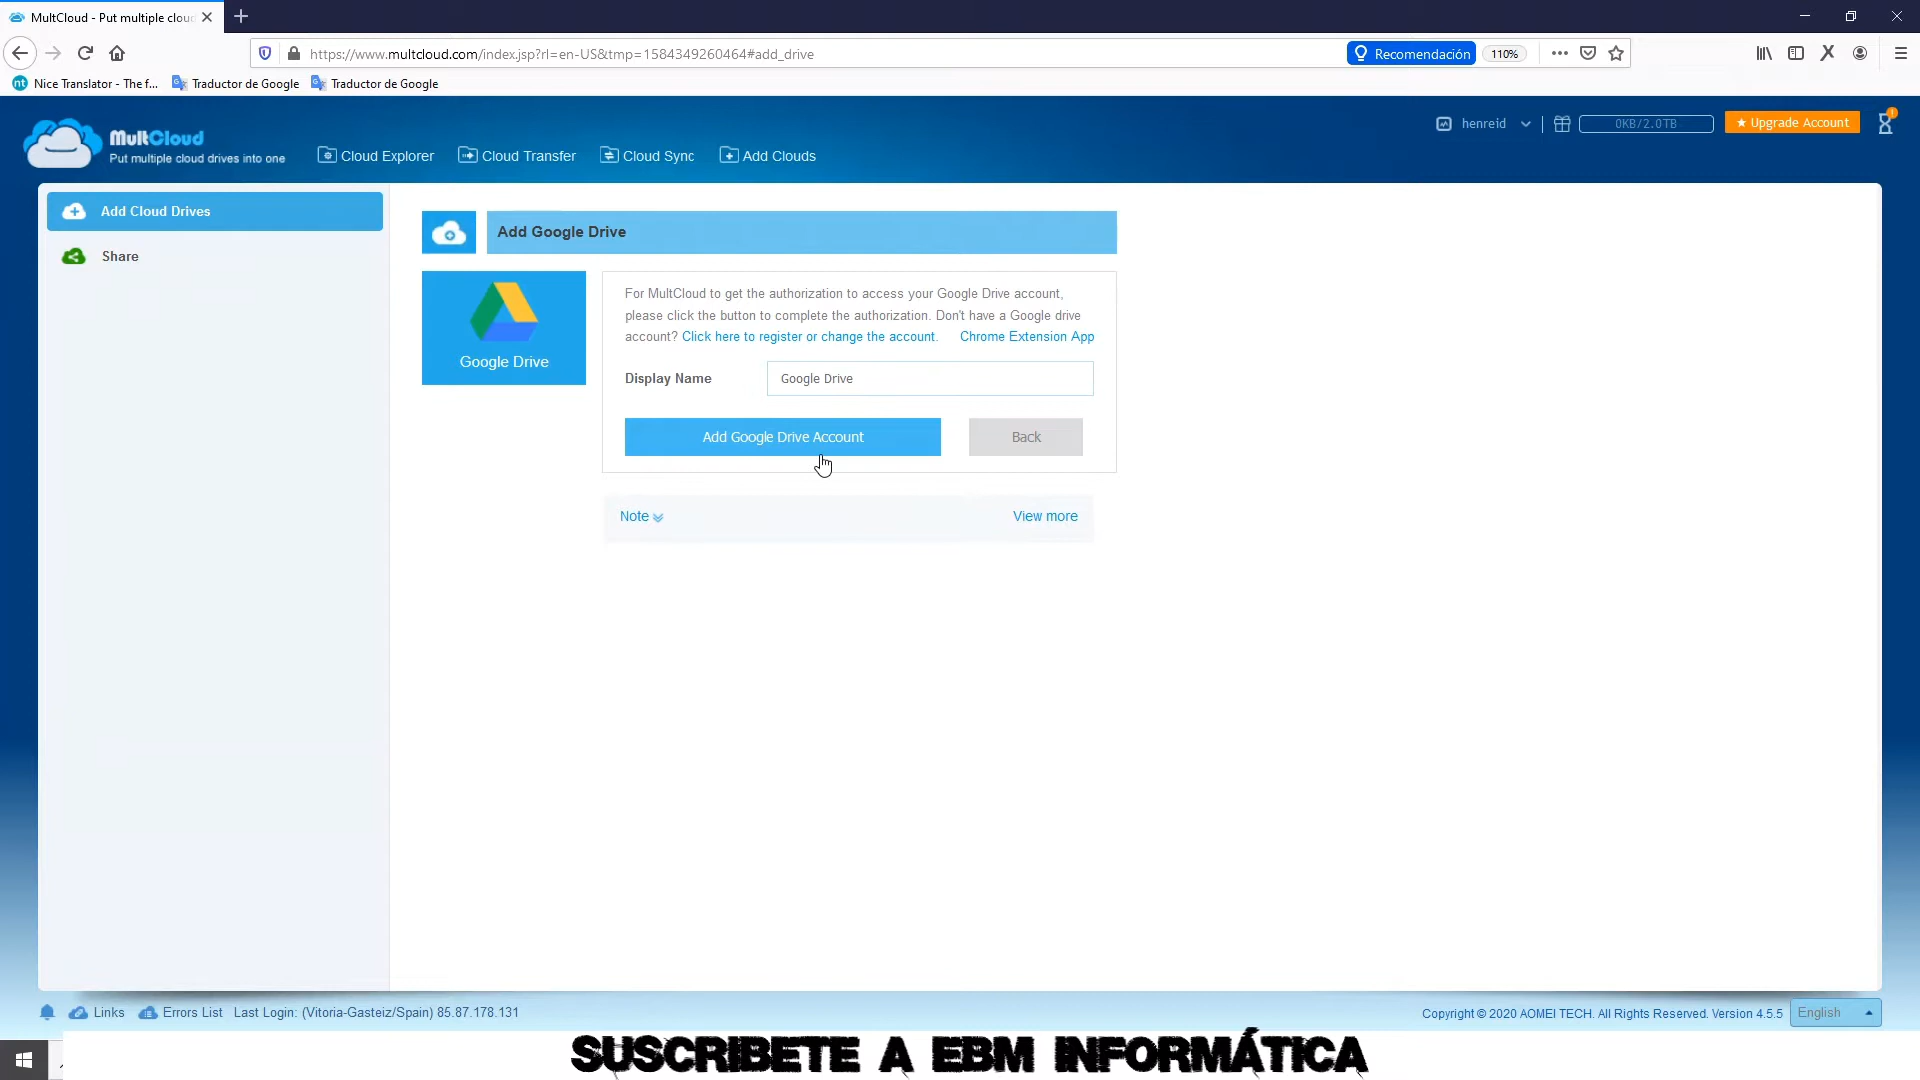 MultCloud - Put multiple cloud
https://www.multcloud.com/index.jsp?rl=en-US&tmp=1584349260464#add_drive
Recomendación
110%
Nice Translator - The f...
Traductor de Google
Traductor de Google
MultCloud
Put multiple cloud drives into one
Cloud Explorer
Cloud Transfer
Cloud Sync
Add Clouds
henreid
0KB/2.0TB
★ Upgrade Account
Add Cloud Drives
Share
Add Google Drive
Google Drive
For MultCloud to get the authorization to access your Google Drive account,
please click the button to complete the authorization. Don't have a Google drive
account? Click here to register or change the account. Chrome Extension App
Display Name
Google Drive
Add Google Drive Account
Back
Note
View more
Links
Errors List
Last Login: (Vitoria-Gasteiz/Spain) 85.87.178.131
Copyright © 2020 AOMEI TECH. All Rights Reserved. Version 4.5.5
English
SUSCRIBETE A EBM INFORMÁTICA